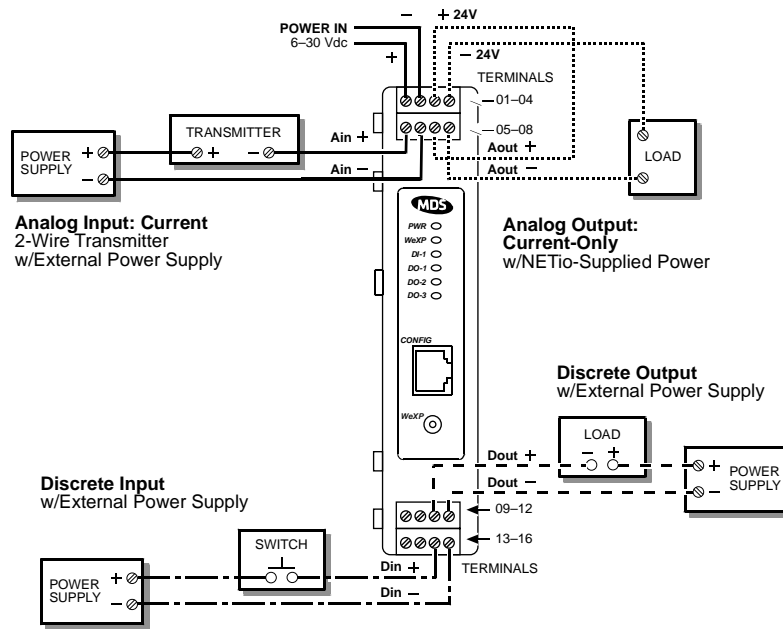 POWER IN
6–30 Vdc
–
+
+ 24V
– 24V
TERMINALS
01–04
05–08
POWER
SUPPLY
+
–
TRANSMITTER
+ –
Ain +
Ain –
Aout +
Aout –
LOAD
Analog Input: Current
2-Wire Transmitter
w/External Power Supply
MDS
PWR
WeXP
DI-1
DO-1
DO-2
DO-3
CONFIG
WeXP
Analog Output:
Current-Only
w/NETio-Supplied Power
Discrete Output
w/External Power Supply
LOAD
– +
Dout +
Dout –
+
–
POWER
SUPPLY
09–12
13–16
TERMINALS
Discrete Input
w/External Power Supply
SWITCH
POWER
SUPPLY
+
–
Din +
Din –